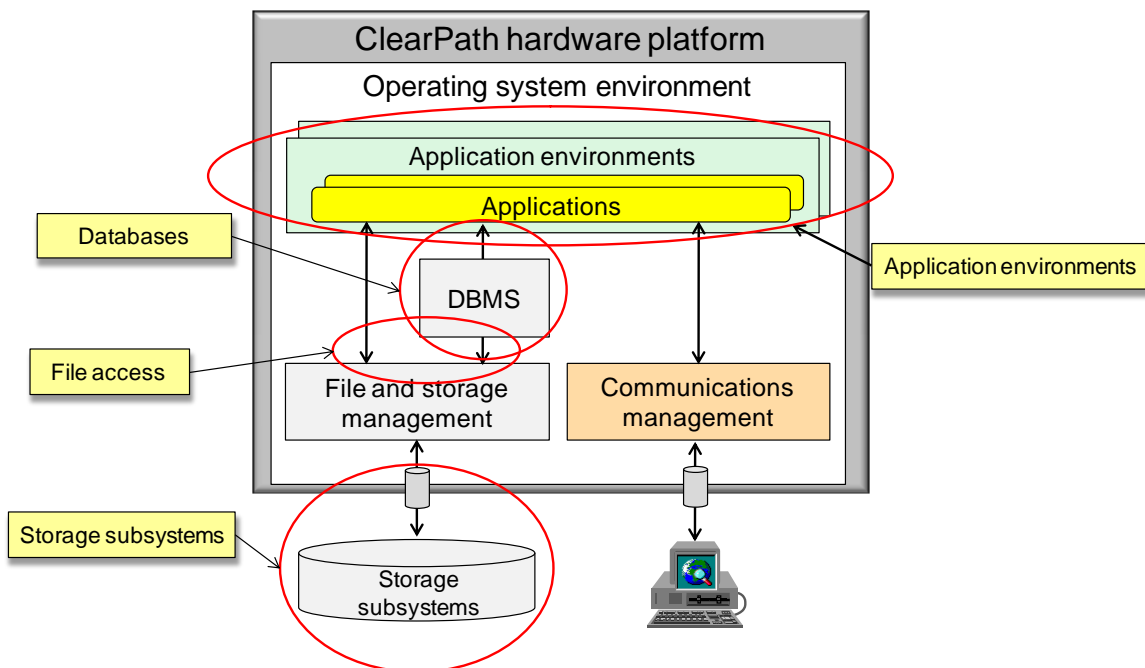 ClearPath hardware platform
Operating system environment
Application environments
Applications
Databases
Application environments
DBMS
File access
File and storage
management
Communications
management
Storage subsystems
Storage
subsystems